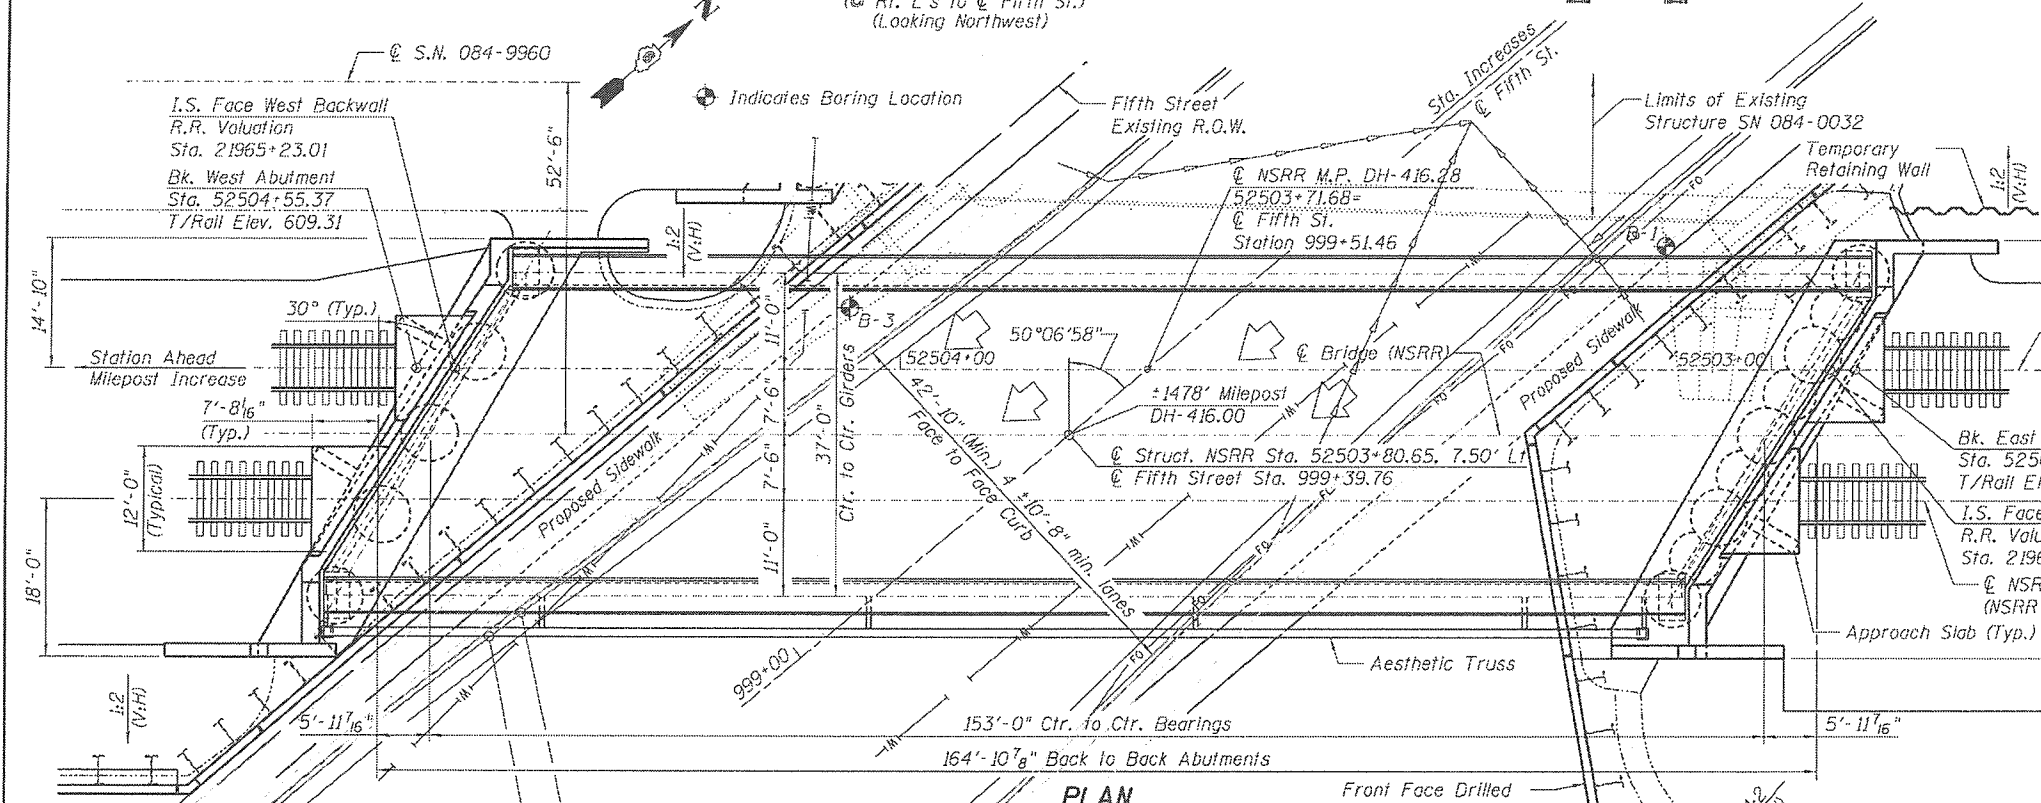 (Looking Northwest)
N
℄ S.N. 084-9960
Indicates Boring Location
I.S. Face West Backwall
R.R. Valuation
Sta. 21965+23.01
Bk. West Abutment
Sta. 52504+55.37
T/Rail Elev. 609.31
52'-6"
Fifth Street
Existing R.O.W.
Sta. Increases
℄ Fifth St.
Limits of Existing
Structure SN 084-0032
Temporary
Retaining Wall
1:2
(V:H)
1:2
(V:H)
℄ NSRR M.P. DH-416.28
52503+71.68=
℄ Fifth St.
Station 999+51.46
B-1
14'-10"
30° (Typ.)
Station Ahead
Milepost Increase
7'-8 1/16"
(Typ.)
12'-0"
(Typical)
18'-0"
B-3
11'-0"
7'-6"
7'-6"
11'-0"
37'-0"
Ctr. to Ctr. Girders
52504+00
50°06'58"
℄ Bridge (NSRR)
±1478' Milepost
DH-416.00
52503+00
Proposed Sidewalk
Proposed Sidewalk
42'-10" (Min.) 4 ±10'-8" min. lanes
Face to Face Curb
℄ Struct. NSRR Sta. 52503+80.65, 7.50' Lt
℄ Fifth Street Sta. 999+39.76
Bk. East
T/Rail
I.S. Face
R.R.
℄
(NSRR
Approach Slab (Typ.)
Aesthetic Truss
999+00
FO
FO
FO
FO
FO
FO
FO
W
W
W
W
1:2
(V:H)
5'-11 7/16"
153'-0" Ctr. to Ctr. Bearings
5'-11 7/16"
164'-10 7/8" Back to Back Abutments
PLAN
Front Face Drilled